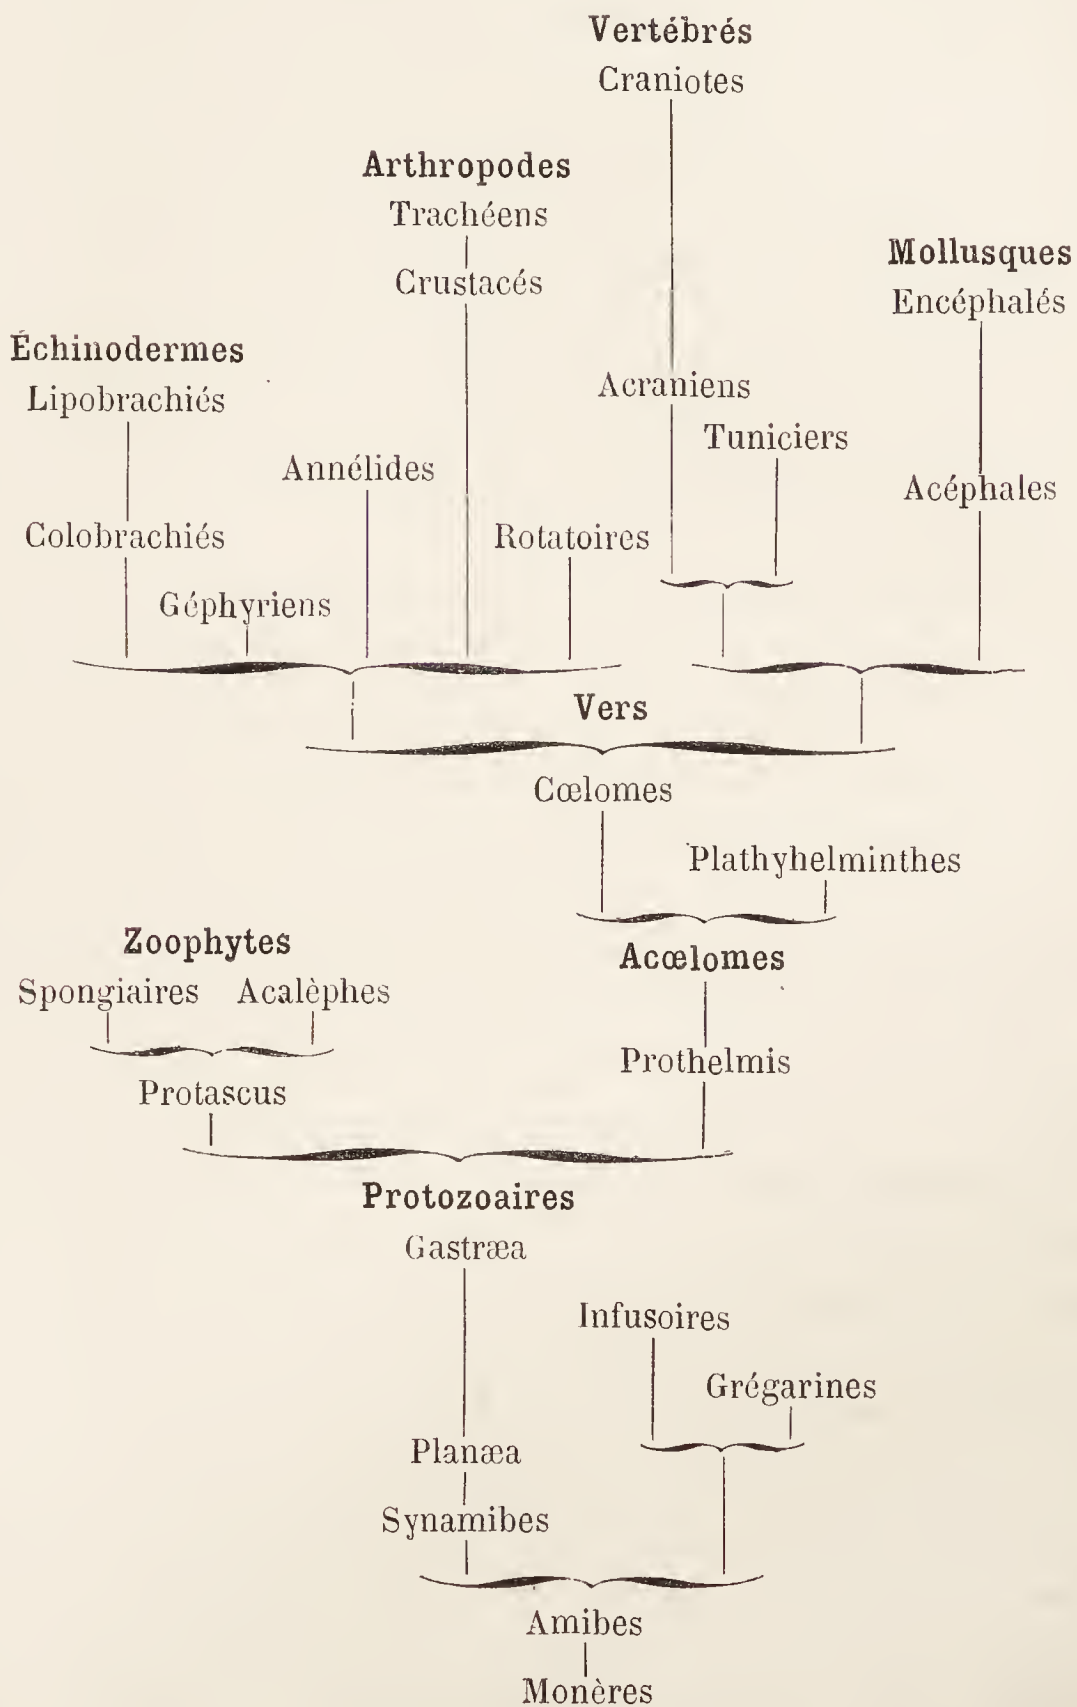 Vertébrés
Craniotes
Arthropodes
Trachéens
Mollusques
Crustacés
Encéphalés
Échinodermes
Lipobrachiés
Acraniens
Tuniciers
Annélides
Acéphales
Colobrachiés
Rotatoires
Géphyriens
Vers
Cœlomes
Plathyhelminthes
Zoophytes
Acœlomes
Spongiaires Acalèphes
Prothelmis
Protascus
Protozoaires
Gastræa
Infusoires
Grégarines
Planæa
Synamibes
Amibes
Monères